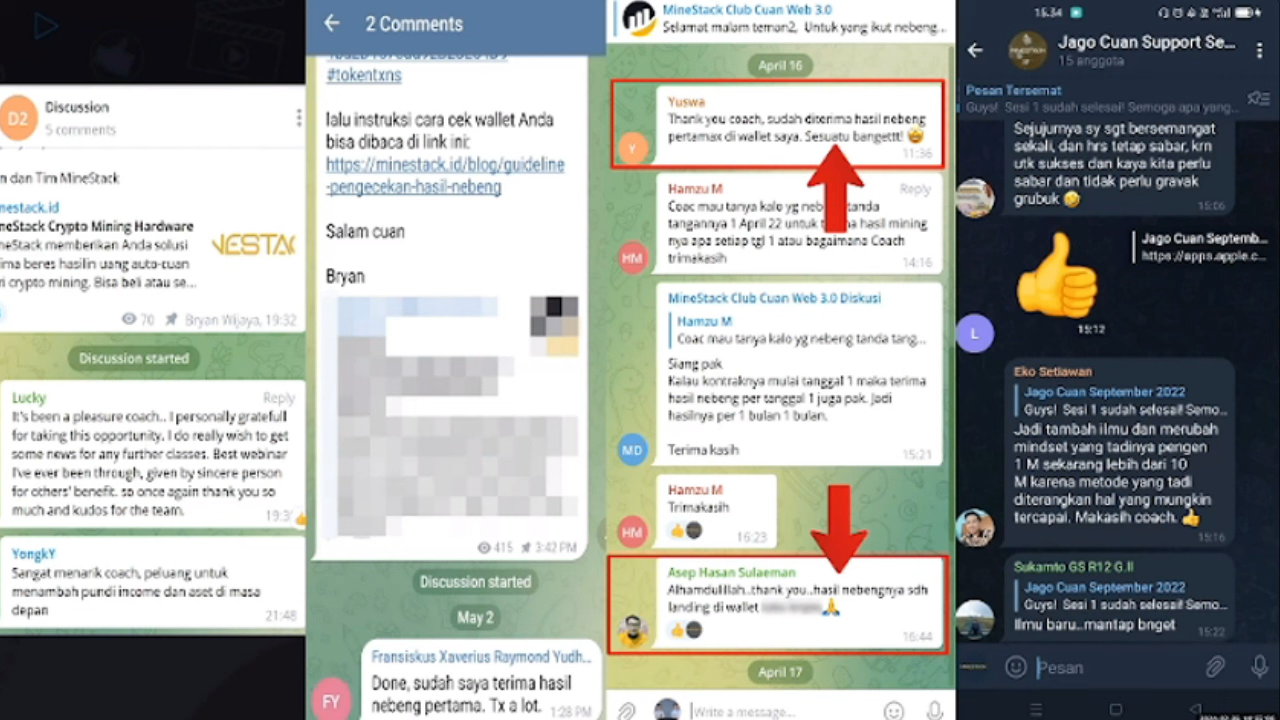 Discussion
5 comments
n dan Tim MineStack
nestack.id
neStack Crypto Mining Hardware
neStack memberikan Anda solusi
ima beres hasilin uang auto-cuan
ri crypto mining. Bisa beli atau se...
70 Bryan Wijaya, 19:32
Discussion started
Lucky Reply
It's been a pleasure coach.. I personally grateful
for taking this opportunity. I do really wish to get
some news for any further classes. Best webinar
I've ever been through, given by sincere person
for others' benefit. so once again thank you so
much and kudos for the team.
YongkY
Sangat menarik coach, peluang untuk
menambah pundi income dan aset di masa
depan
21:48
2 Comments
#tokentxns
lalu instruksi cara cek wallet Anda
bisa dibaca di link ini:
https://minestack.id/blog/guideline
-pengecekan-hasil-nebeng
Salam cuan
Bryan
415 3:42 PM
Discussion started
May 2
Fransiskus Xaverius Raymond Yudh...
FY
Done, sudah saya terima hasil
nebeng pertama. Tx a lot. 1:28 PM
MineStack Club Cuan Web 3.0
Selamat malam teman2, Untuk yang ikut nebeng...
April 16
Yuswa
Thank you coach, sudah diterima hasil nebeng
pertamax di wallet saya. Sesuatu bangettt!
Y
11:36
Hamzu M Reply
Coac mau tanya kalo yg nebeng tanda
tangannya 1 April 22 untuk hasil mining
nya apa setiap tgl 1 atau bagaimana Coach
trimakasih
HM
14:16
MineStack Club Cuan Web 3.0 Diskusi
Hamzu M
Coac mau tanya kalo yg nebeng tanda tang...
Siang pak
Kalau kontraknya mulai tanggal 1 maka terima
hasil nebeng per tanggal 1 juga pak. Jadi
hasilnya per 1 bulan 1 bulan.
MD
Terima kasih
15:21
Hamzu M
Trimakasih
HM
16:23
Asep Hasan Sulaeman
Alhamdulillah..thank you..hasil nebengnya sdh
landing di wallet
16:44
April 17
Write a message...
15.34
Jago Cuan Support Se...
15 anggota
Pesan Tersemat
Guys! Sesi 1 sudah selesai! Semoga apa yang...
Sejujurnya sy sgt bersemangat
sekali, dan hrs tetap sabar, krn
utk sukses dan kaya kita perlu
sabar dan tidak perlu gravak
grubuk
15:06
Jago Cuan Septemb...
https://apps.apple.c...
L
15:12
Eko Setiawan
Jago Cuan September 2022
Guys! Sesi 1 sudah selesai! Semo...
Jadi tambah ilmu dan merubah
mindset yang tadinya pengen
1 M sekarang lebih dari 10
M karena metode yang tadi
diterangkan hal yang mungkin
tercapai. Makasih coach.
15:16
Sukamto GS R12 G.II
Jago Cuan September 2022
Guys! Sesi 1 sudah selesai! Semo...
Ilmu baru..mantap bnget
15:22
Pesan